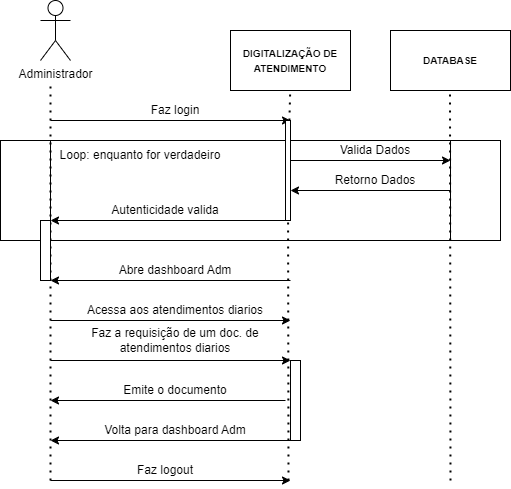 DIGITALIZAÇÃO DE
ATENDIMENTO
DATABASE
Administrador
Faz login
Loop: enquanto for verdadeiro
Valida Dados
Retorno Dados
Autenticidade valida
Abre dashboard Adm
Acessa aos atendimentos diarios
Faz a requisição de um doc. de
atendimentos diarios
Emite o documento
Volta para dashboard Adm
Faz logout